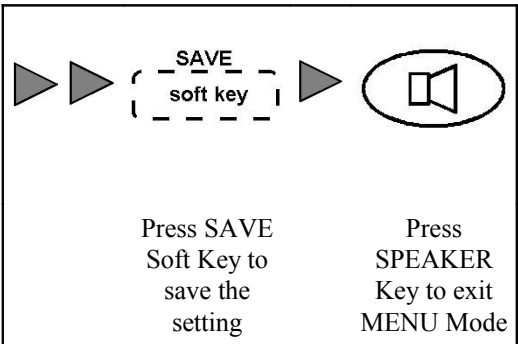 SAVE
soft key
Press SAVE
Soft Key to
save the
setting
Press
SPEAKER
Key to exit
MENU Mode